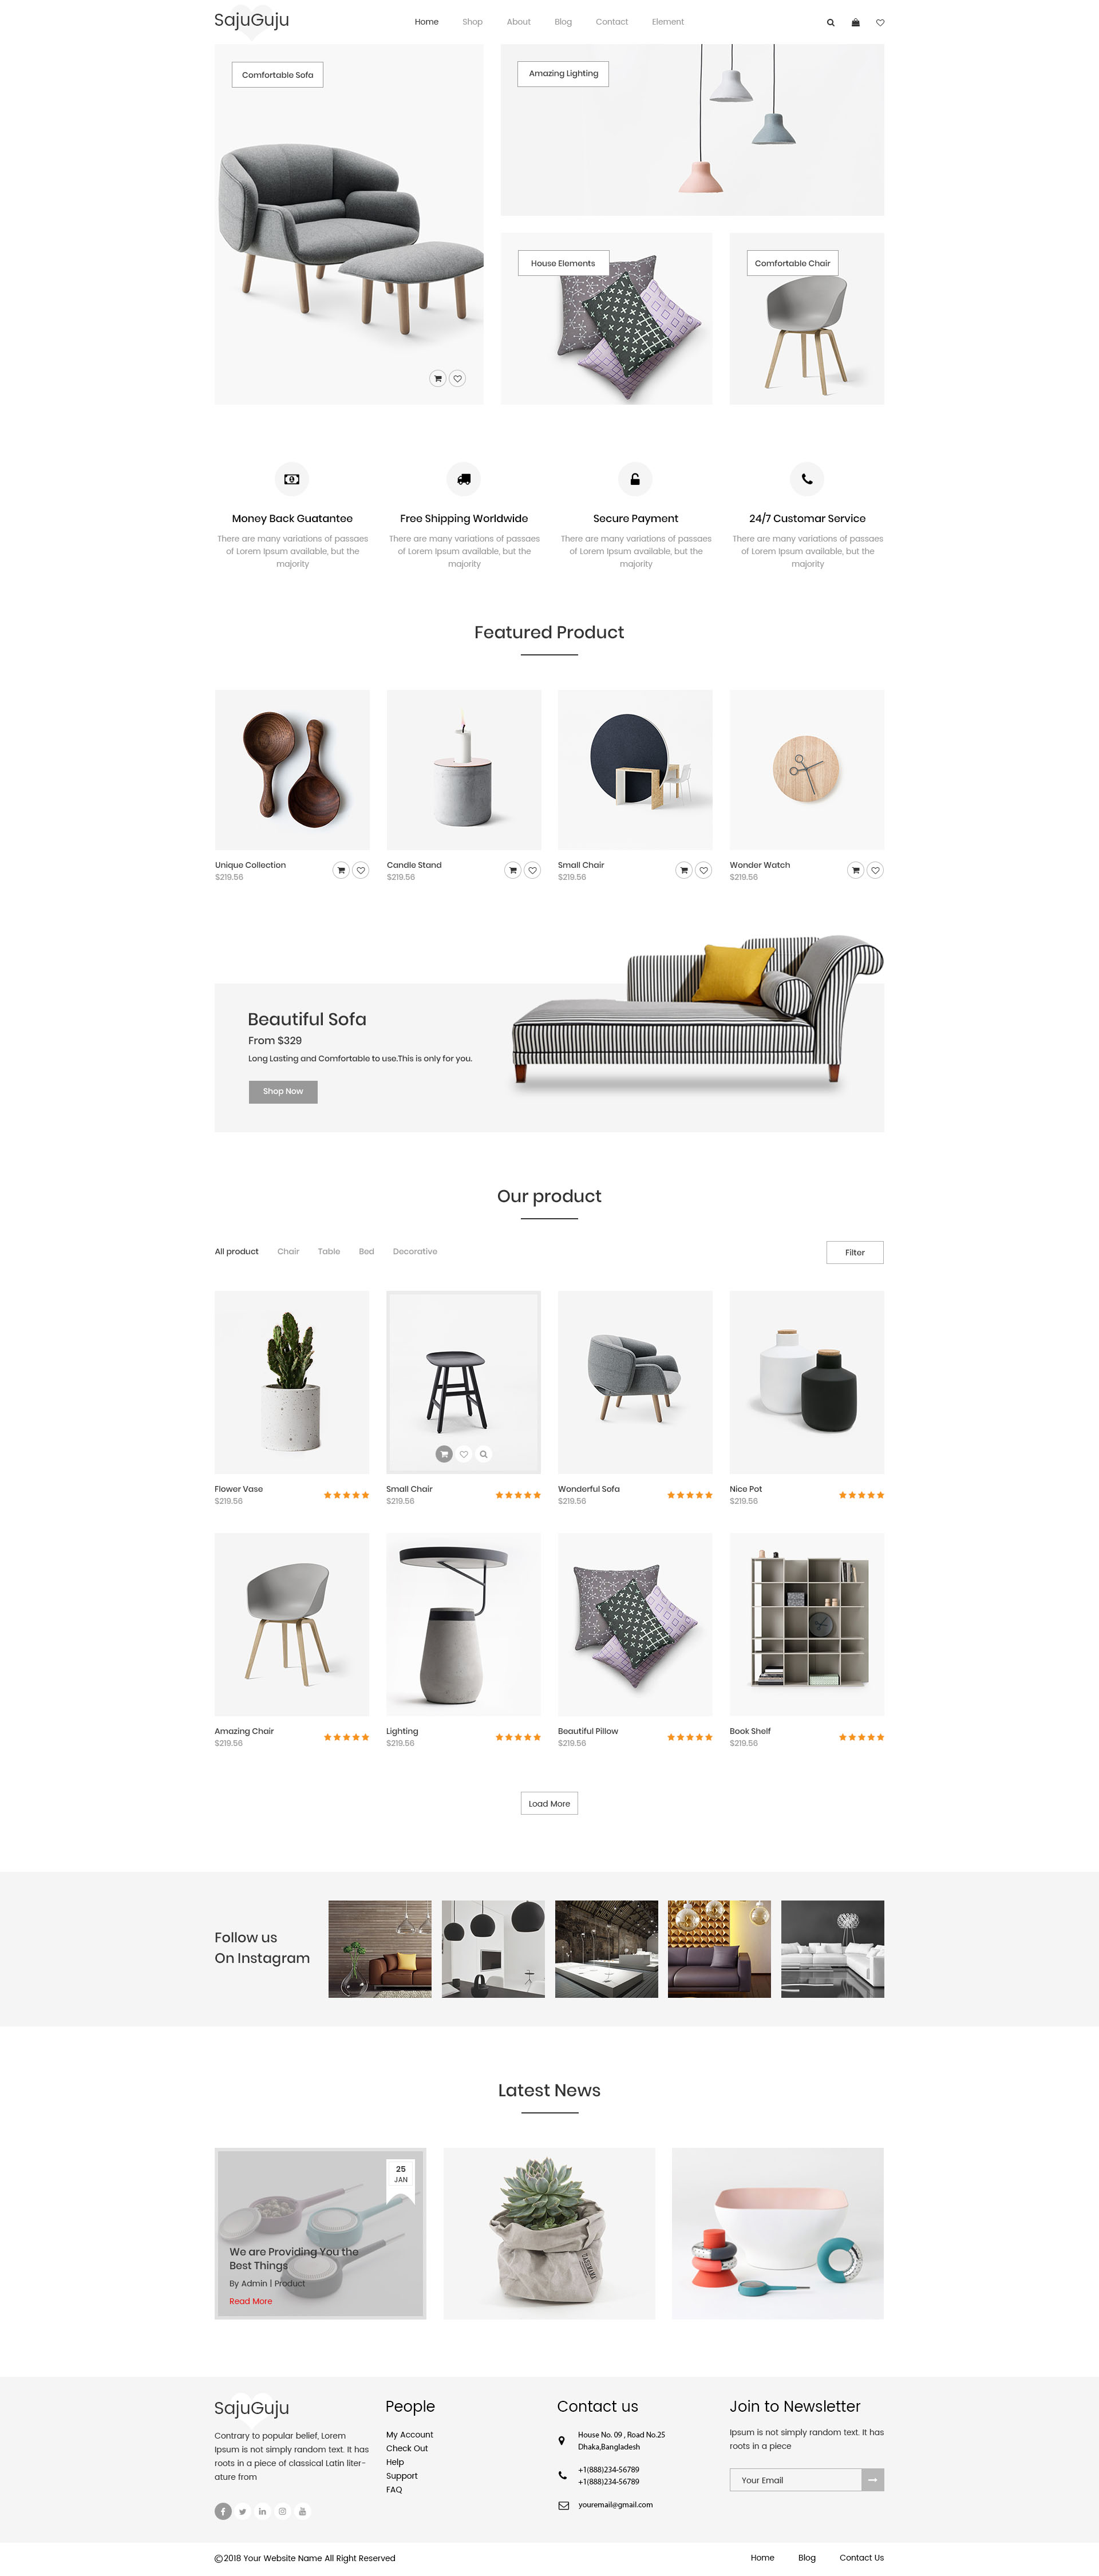 SajuGuju
Home Shop About Blog Contact Element
Comfortable Sofa
Amazing Lighting
House Elements
Comfortable Chair
Money Back Guatantee
There are many variations of passaes
of Lorem Ipsum available, but the
majority
Free Shipping Worldwide
There are many variations of passaes
of Lorem Ipsum available, but the
majority
Secure Payment
There are many variations of passaes
of Lorem Ipsum available, but the
majority
24/7 Customar Service
There are many variations of passaes
of Lorem Ipsum available, but the
majority
Featured Product
Unique Collection
$219.56
Candle Stand
$219.56
Small Chair
$219.56
Wonder Watch
$219.56
Beautiful Sofa
From $329
Long Lasting and Comfortable to use.This is only for you.
Shop Now
Our product
All product Chair Table Bed Decorative
Filter
Flower Vase
$219.56
Small Chair
$219.56
Wonderful Sofa
$219.56
Nice Pot
$219.56
Amazing Chair
$219.56
Lighting
$219.56
Beautiful Pillow
$219.56
Book Shelf
$219.56
Load More
Follow us
On Instagram
Latest News
25
JAN
We are Providing You the
Best Things
By Admin | Product
Read More
SajuGuju
Contrary to popular belief, Lorem
Ipsum is not simply random text. It has
roots in a piece of classical Latin liter-
ature from
People
My Account
Check Out
Help
Support
FAQ
Contact us
House No. 09 , Road No.25
Dhaka,Bangladesh
+1(888)234-56789
+1(888)234-56789
youremail@gmail.com
Join to Newsletter
Ipsum is not simply random text. It has
roots in a piece
Your Email
©2018 Your Website Name All Right Reserved
Home Blog Contact Us